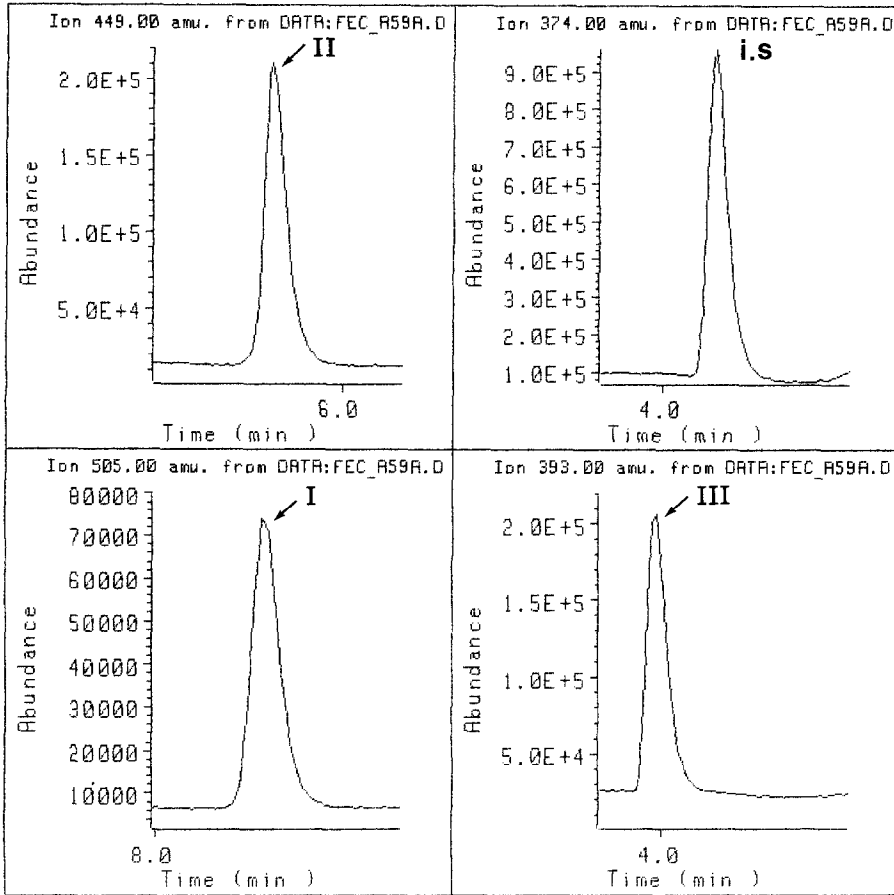 Ion 449.00 amu. from DATA:FEC_A59A.D
II
2.0E+5
1.5E+5
1.0E+5
5.0E+4
Abundance
6.0
Time (min )
Ion 374.00 amu. from DATA:FEC_A59A.D
i.s
9.0E+5
8.0E+5
7.0E+5
6.0E+5
5.0E+5
4.0E+5
3.0E+5
2.0E+5
1.0E+5
Abundance
4.0
Time (min )
Ion 505.00 amu. from DATA:FEC_A59A.D
I
80000
70000
60000
50000
40000
30000
20000
10000
Abundance
8.0
Time (min )
Ion 393.00 amu. from DATA:FEC_A59A.D
III
2.0E+5
1.5E+5
1.0E+5
5.0E+4
Abundance
4.0
Time (min )